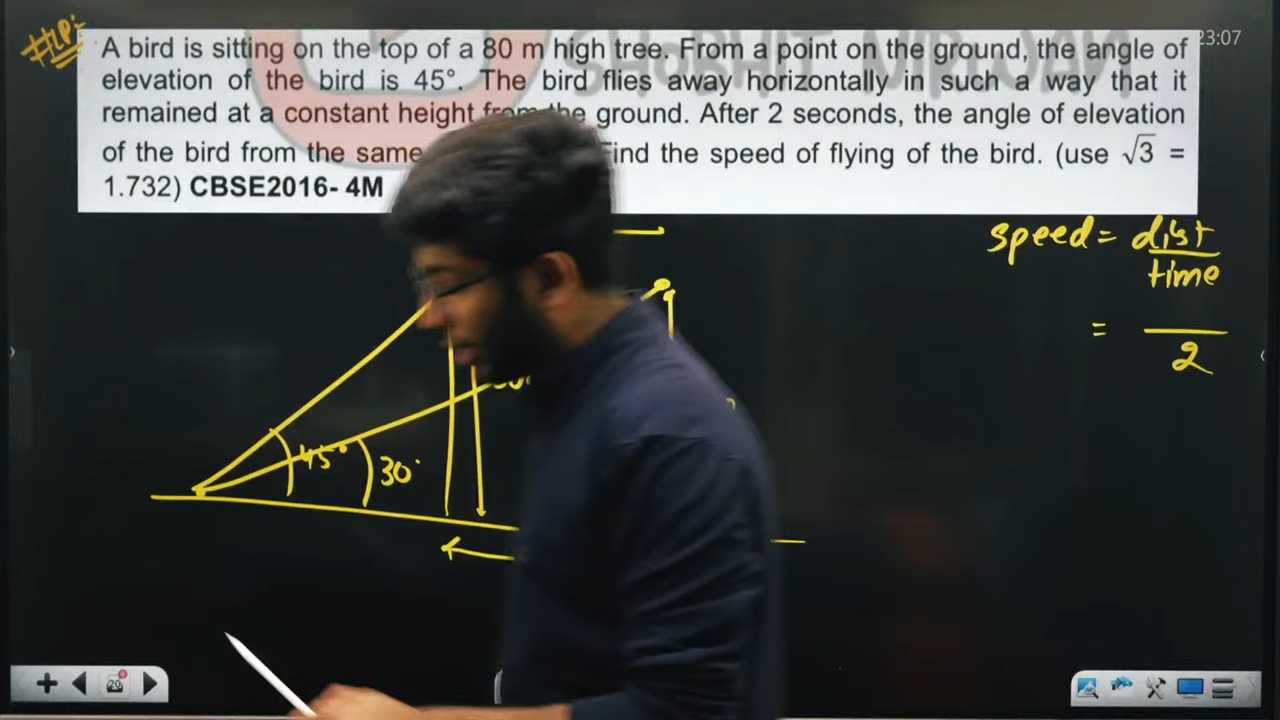 #LP:
23:07
A bird is sitting on the top of a 80 m high tree. From a point on the ground, the angle of
elevation of the bird is 45°. The bird flies away horizontally in such a way that it
remained at a constant height from the ground. After 2 seconds, the angle of elevation
of the bird from the same Find the speed of flying of the bird. (use √3 =
1.732) CBSE2016- 4M
speed = dist
time
=
2
45°
30°